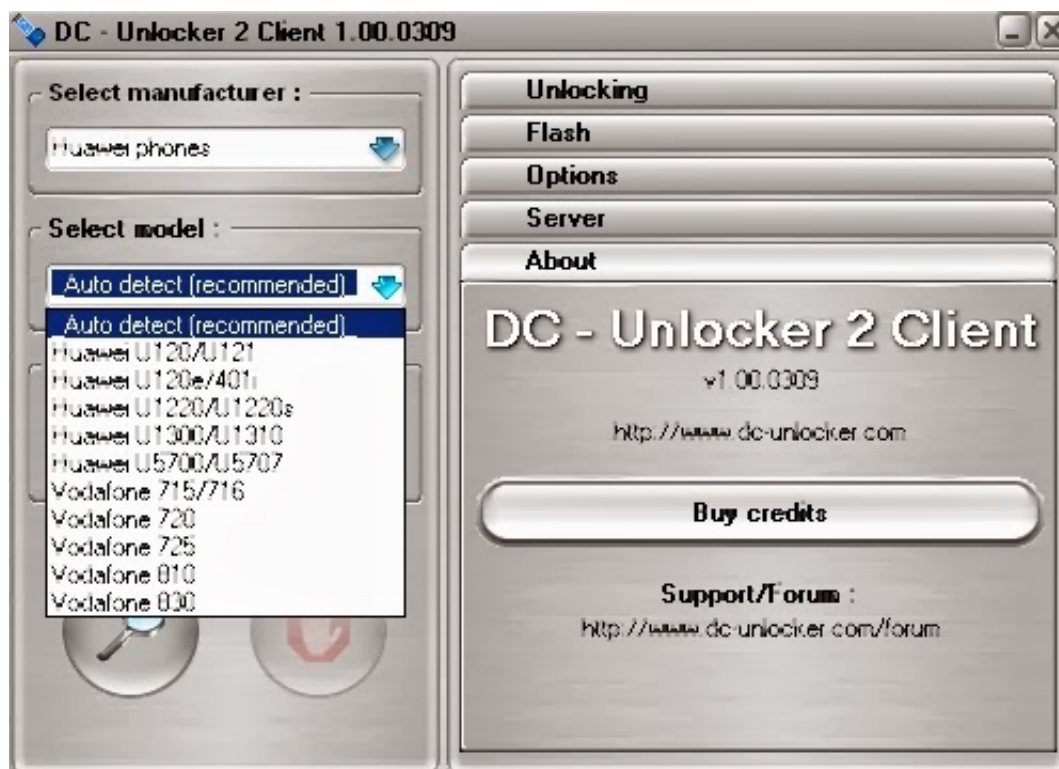 DC - Unlocker 2 Client 1.00.0309
Select manufacturer :
Huawei phones
Select model :
Auto detect (recommended)
Auto detect (recommended)
Huawei U120/U121
Huawei U120e/401i
Huawei U1220/U1220s
Huawei U1300/U1310
Huawei U5700/U5707
Vodafone 715/716
Vodafone 720
Vodafone 725
Vodafone 810
Vodafone 830
Unlocking
Flash
Options
Server
About
DC - Unlocker 2 Client
v1.00.0309
http://www.dc-unlocker.com
Buy credits
Support/Forum :
http://www.dc-unlocker.com/forum